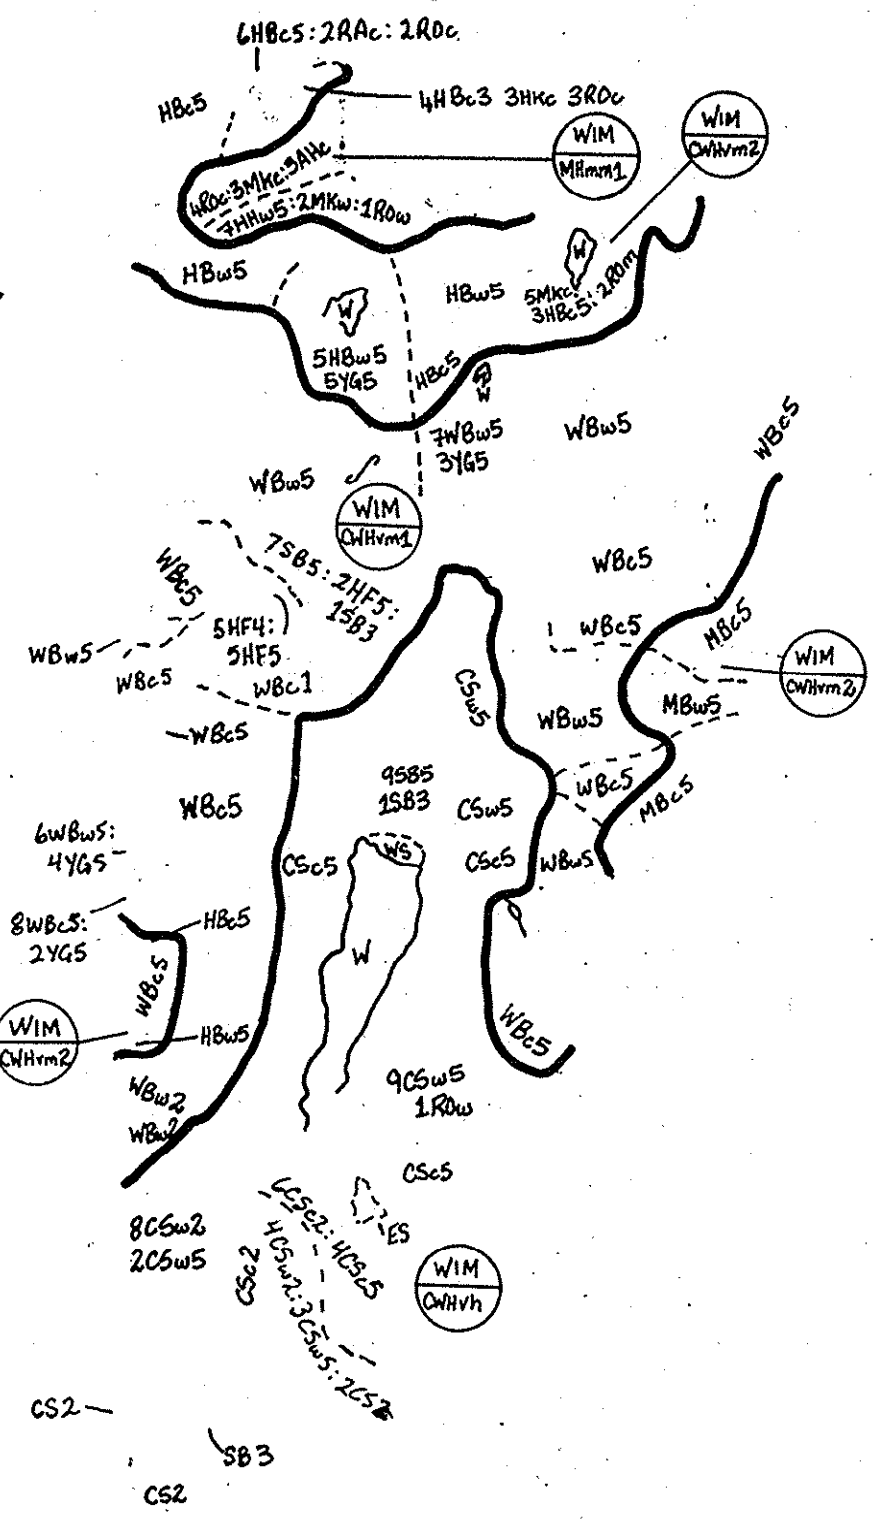 6HBc5:2RAc:2ROc
HBc5
4HBc3 3HKc 3ROc
WIM
MHmm1
WIM
CWHvm2
4ROc:3MKc:3AHc
7HHw5:2MKw:1ROw
HBw5
W
HBw5
W
5MKc:
3HBc5:2ROm
5HBw5
5YG5
HBc5
W
7WBw5
3YG5
WBw5
WBc5
WBw5
WIM
CWHvm1
WBc5
7SB5:2HF5:
1SB3
WBc5
5HF4:
5HF5
WBw5
WBc5
WBc1
WBc5
MBc5
WIM
CWHvm2
CSw5
WBw5
MBw5
WBc5
9SB5
1SB3
WBc5
MBc5
WBc5
CSw5
6WBw5:
4YG5
CSc5
WS
CSc5
WBw5
8WBc5:
2YG5
HBc5
WBc5
W
WIM
CWHvm2
HBw5
WBc5
WBw2
WBw2
9CSw5
1ROw
CSc5
8CSw2
2CSw5
CSc2
6CSc2:4CSc5
ES
4CSw2:3CSw5:2CS2
WIM
CWHvh
CS2
SB3
CS2